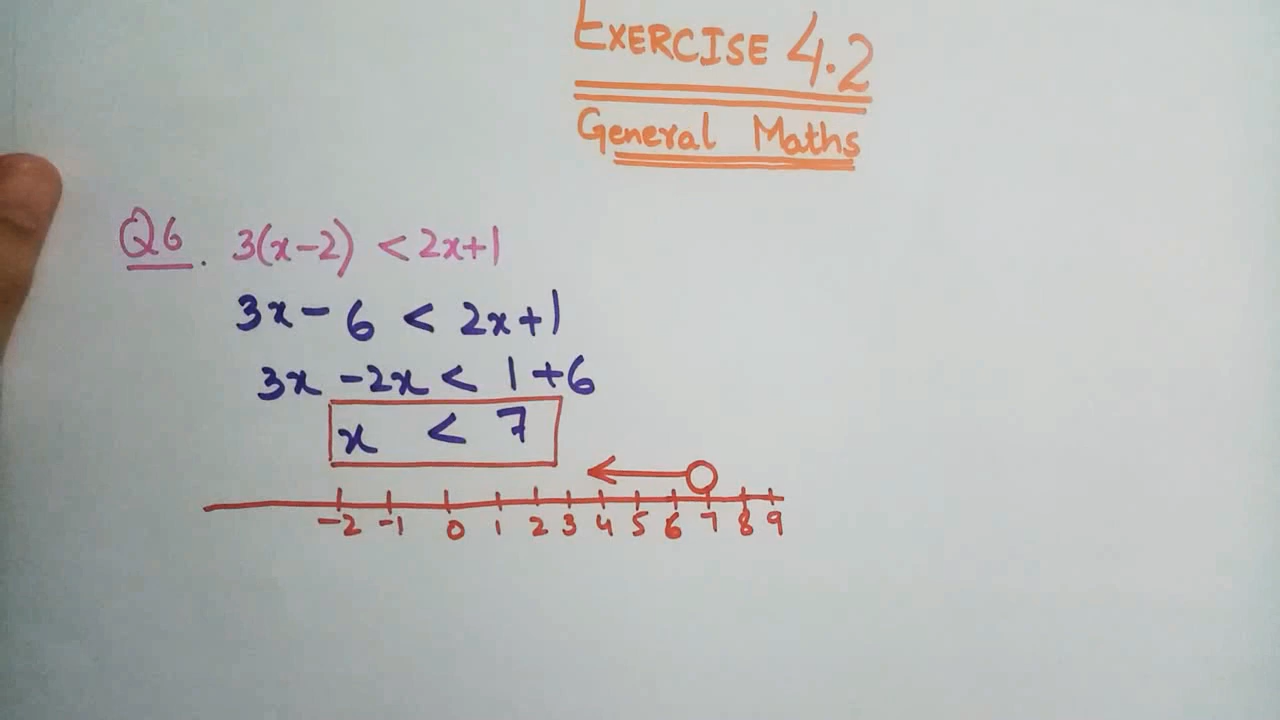 EXERCISE 4.2
General Maths
Q6. 3(x-2) < 2x+1
3x - 6 < 2x+1
3x -2x < 1+6
x < 7
-2 -1 0 1 2 3 4 5 6 7 8 9